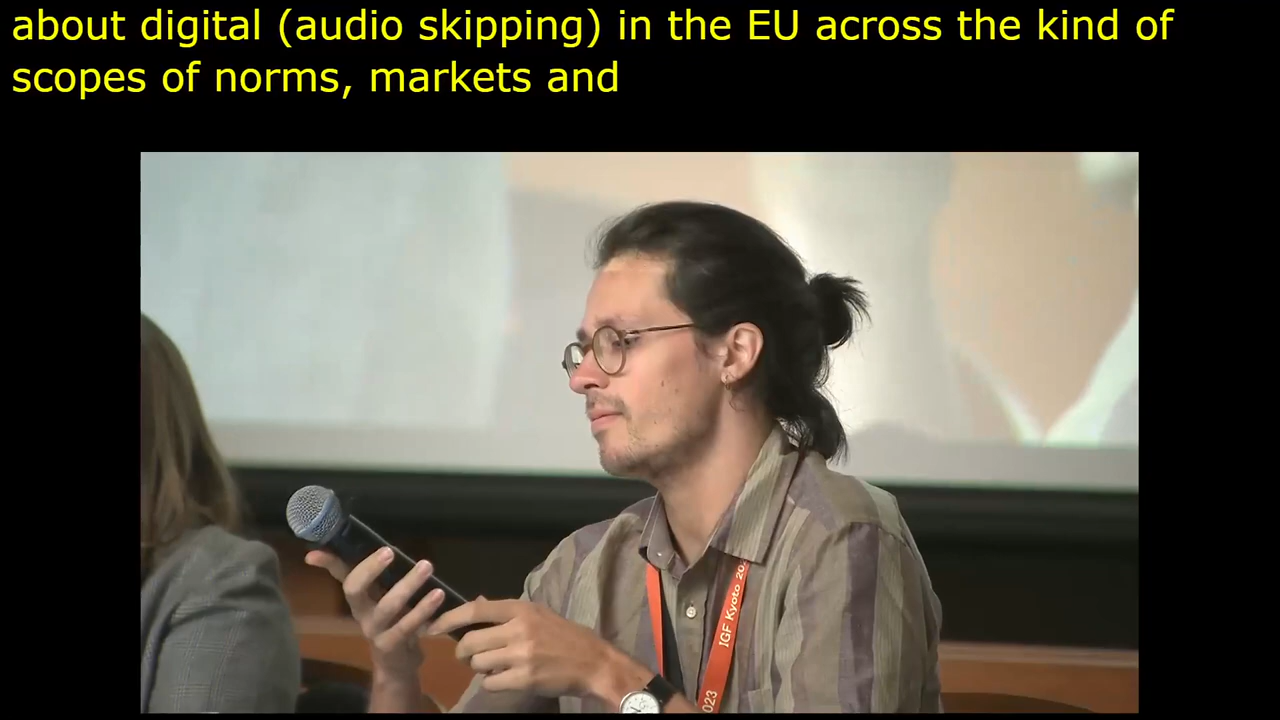 about digital (audio skipping) in the EU across the kind of
scopes of norms, markets and
IGF Kyoto 202
023